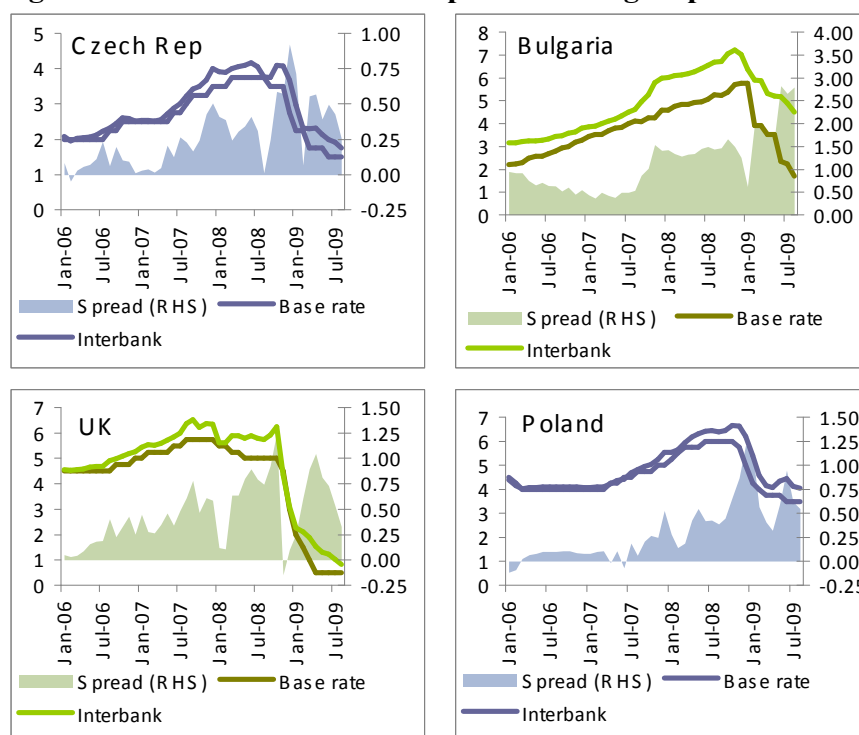 Czech Rep
5
4
3
2
1
0
1.00
0.75
0.50
0.25
0.00
-0.25
Jan-06
Jul-06
Jan-07
Jul-07
Jan-08
Jul-08
Jan-09
Jul-09
Spread (RHS) Base rate
Interbank
Bulgaria
8
7
6
5
4
3
2
1
0
4.00
3.50
3.00
2.50
2.00
1.50
1.00
0.50
0.00
Jan-06
Jul-06
Jan-07
Jul-07
Jan-08
Jul-08
Jan-09
Jul-09
Spread (RHS) Base rate
Interbank
UK
7
6
5
4
3
2
1
0
1.50
1.25
1.00
0.75
0.50
0.25
0.00
-0.25
Jan-06
Jul-06
Jan-07
Jul-07
Jan-08
Jul-08
Jan-09
Jul-09
Spread (RHS) Base rate
Interbank
Poland
7
6
5
4
3
2
1
0
1.50
1.25
1.00
0.75
0.50
0.25
0.00
-0.25
Jan-06
Jul-06
Jan-07
Jul-07
Jan-08
Jul-08
Jan-09
Jul-09
Spread (RHS) Base rate
Interbank